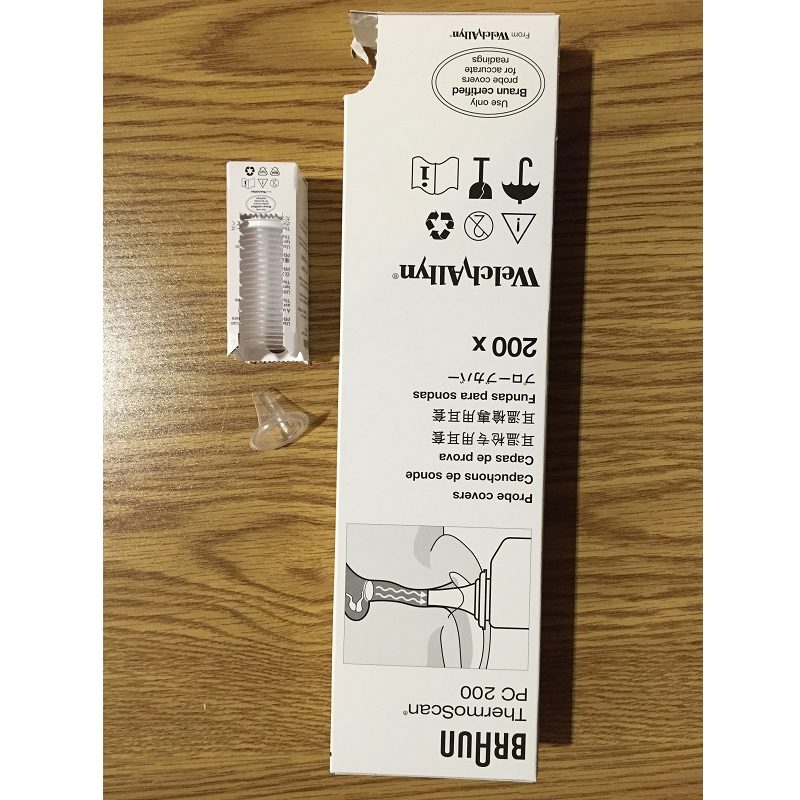 BRAUN
ThermoScan®
PC 200
Probe covers
Capuchons de sonde
Capas de prova
耳温枪专用耳套
耳溫槍專用耳套
Fundas para sondas
プローブカバー
200 x
WelchAllyn®
Use only
Braun certified
probe covers
for accurate
readings
From WelchAllyn®